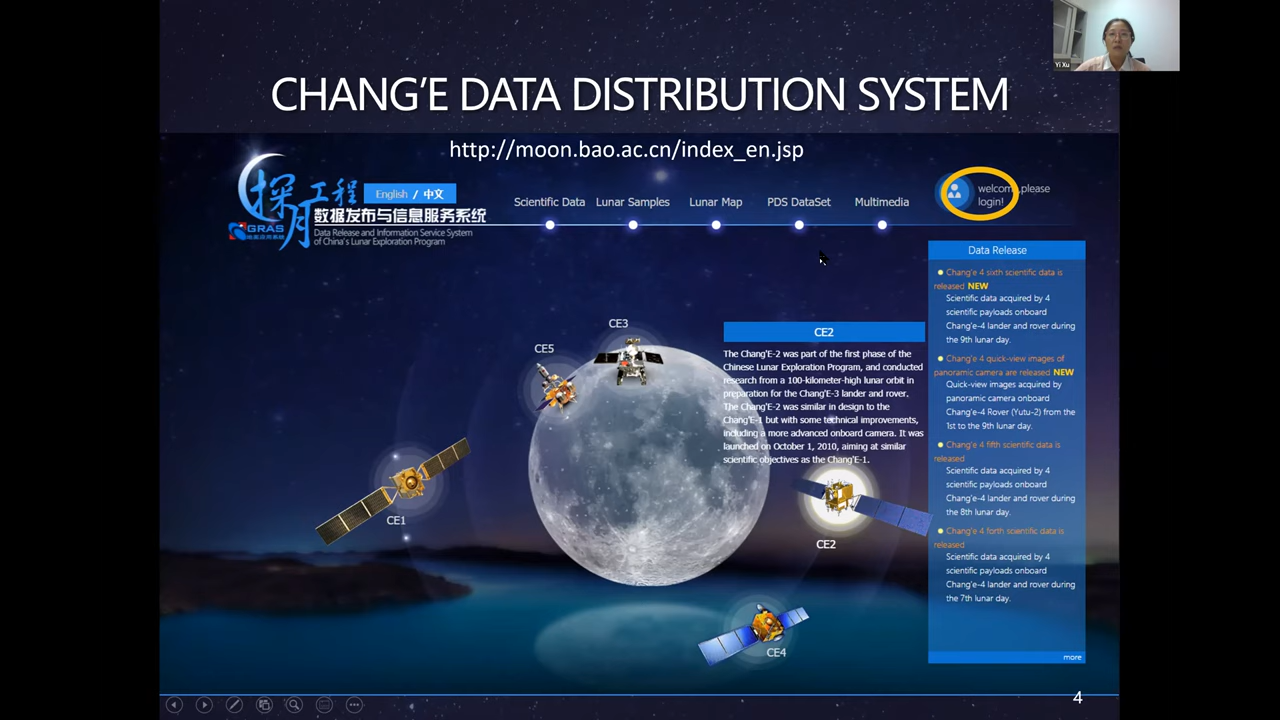 Yi Xu
CHANG'E DATA DISTRIBUTION SYSTEM
http://moon.bao.ac.cn/index_en.jsp
探月工程
English / 中文
数据发布与信息服务系统
GRAS
Data Release and Information Service System
of China's Lunar Exploration Program
Scientific Data
Lunar Samples
Lunar Map
PDS DataSet
Multimedia
welcome,please
login!
Data Release
Chang'e 4 sixth scientific data is
released NEW
Scientific data acquired by 4
scientific payloads onboard
Chang'e-4 lander and rover during
the 9th lunar day.
Chang'e 4 quick-view images of
panoramic camera are released NEW
Quick-view images acquired by
panoramic camera onboard
Chang'e-4 Rover (Yutu-2) from the
1st to the 9th lunar day.
Chang'e 4 fifth scientific data is
released
Scientific data acquired by 4
scientific payloads onboard
Chang'e-4 lander and rover during
the 8th lunar day.
Chang'e 4 forth scientific data is
released
Scientific data acquired by 4
scientific payloads onboard
Chang'e-4 lander and rover during
the 7th lunar day.
more
CE3
CE5
CE2
The Chang'E-2 was part of the first phase of the
Chinese Lunar Exploration Program, and conducted
research from a 100-kilometer-high lunar orbit in
preparation for the Chang'E-3 lander and rover.
The Chang'E-2 was similar in design to the
Chang'E-1 but with some technical improvements,
including a more advanced onboard camera. It was
launched on October 1, 2010, aiming at similar
scientific objectives as the Chang'E-1.
CE1
CE2
CE4
4